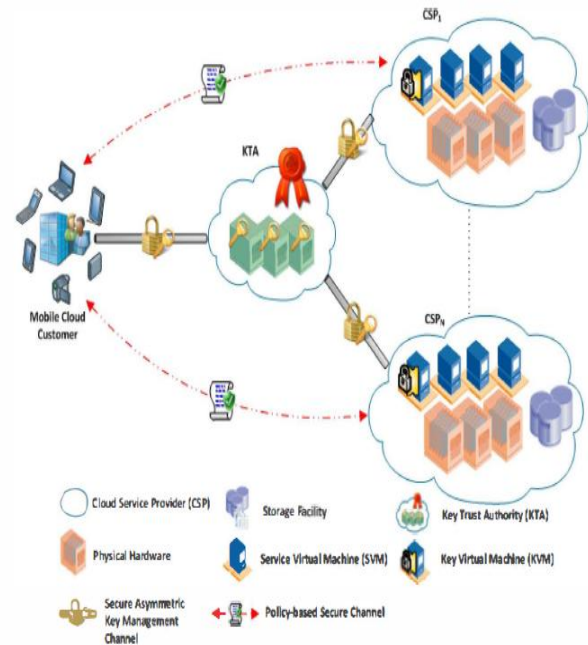 CSP1
KTA
Mobile Cloud
Customer
CSPN
Cloud Service Provider (CSP)
Storage Facility
Key Trust Authority (KTA)
Physical Hardware
Service Virtual Machine (SVM)
Key Virtual Machine (KVM)
Secure Asymmetric
Key Management
Channel
Policy-based Secure Channel